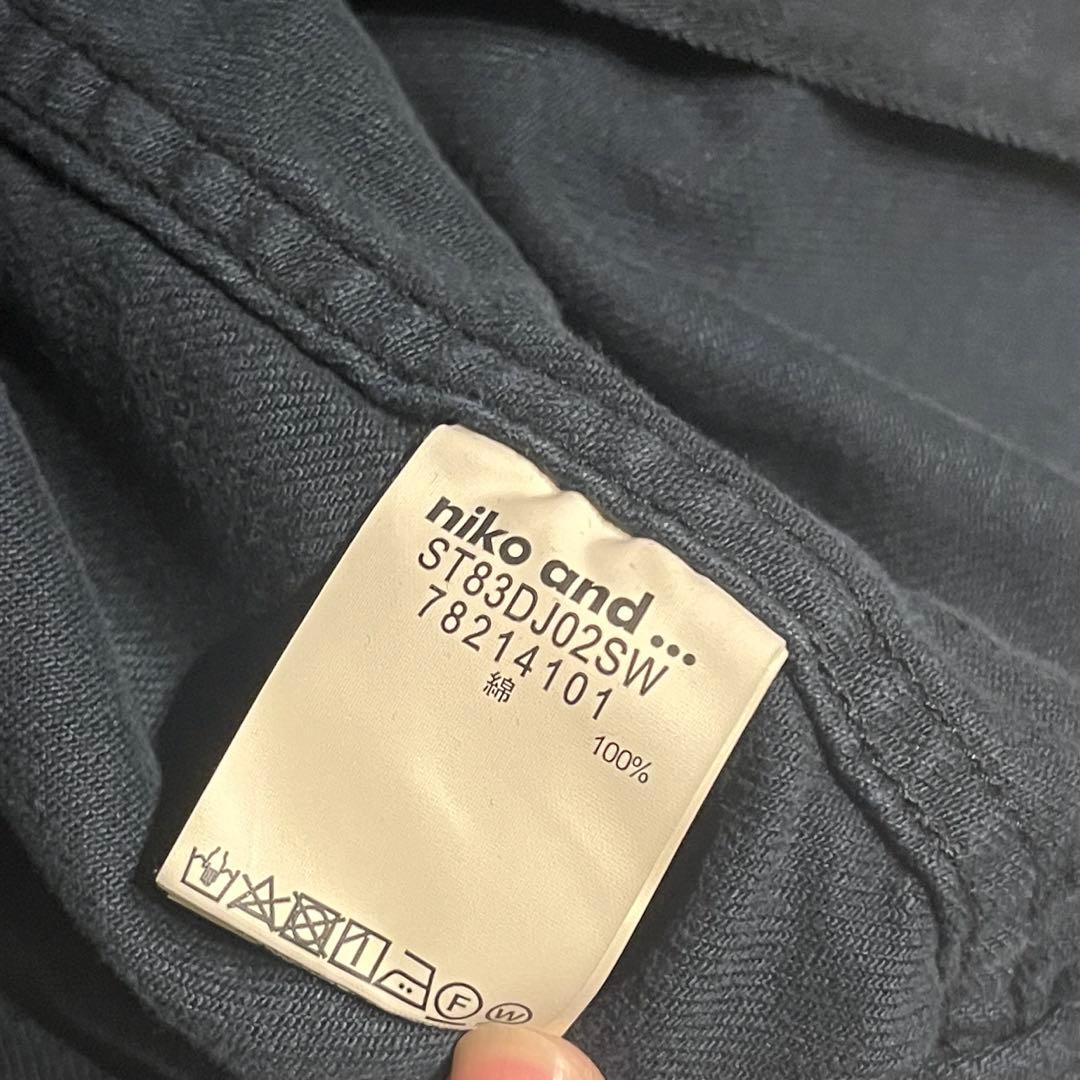 niko and ...
ST83DJ02SW
78214101
綿
100%
F
W